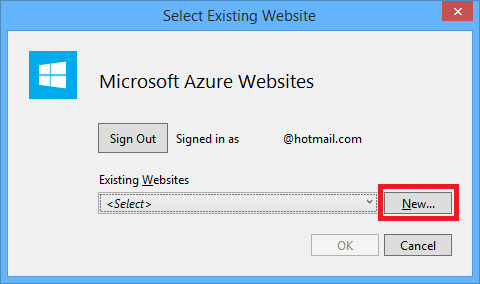 Select Existing Website
Microsoft Azure Websites
Sign Out Signed in as @hotmail.com
Existing Websites
<Select> New...
OK Cancel